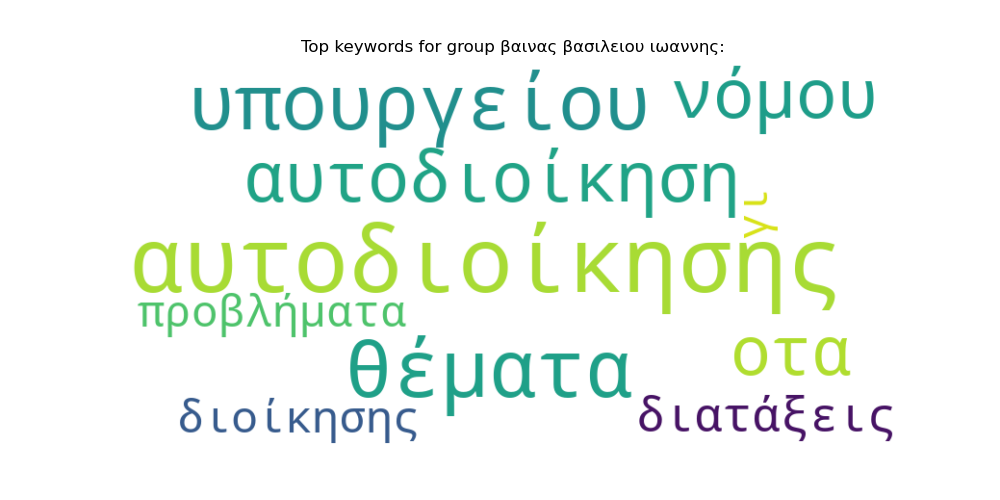 Top keywords for group βαινας βασιλειου ιωαννης:
υπουργείου νόμου
αυτοδιοίκηση
γι
αυτοδιοίκησης
προβλήματα
θέματα οτα
διοίκησης διατάξεις